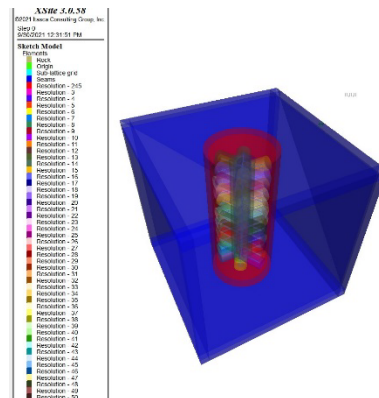 XSite 3.0.58
©2021 Itasca Consulting Group, Inc.
Step 0
9/30/2021 12:31:51 PM
Sketch Model
Elements
Rock
Origin
Sub-lattice grid
Seams
Resolution - 245
Resolution - 3
Resolution - 4
Resolution - 5
Resolution - 6
Resolution - 7
Resolution - 8
Resolution - 9
Resolution - 10
Resolution - 11
Resolution - 12
Resolution - 13
Resolution - 14
Resolution - 15
Resolution - 16
Resolution - 17
Resolution - 18
Resolution - 19
Resolution - 20
Resolution - 21
Resolution - 22
Resolution - 23
Resolution - 24
Resolution - 25
Resolution - 26
Resolution - 27
Resolution - 28
Resolution - 29
Resolution - 30
Resolution - 31
Resolution - 32
Resolution - 33
Resolution - 34
Resolution - 35
Resolution - 36
Resolution - 37
Resolution - 38
Resolution - 39
Resolution - 40
Resolution - 41
Resolution - 42
Resolution - 43
Resolution - 44
Resolution - 45
Resolution - 46
Resolution - 47
Resolution - 48
Resolution - 49
Resolution - 50